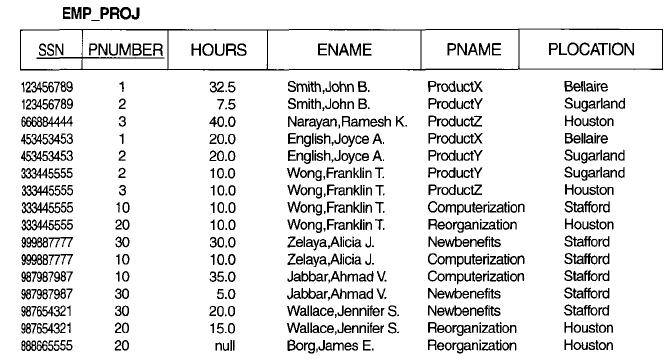 EMP_PROJ
SSN PNUMBER HOURS ENAME PNAME PLOCATION
123456789 1 32.5 Smith,John B. ProductX Bellaire
123456789 2 7.5 Smith,John B. ProductY Sugarland
666884444 3 40.0 Narayan,Ramesh K. ProductZ Houston
453453453 1 20.0 English,Joyce A. ProductX Bellaire
453453453 2 20.0 English,Joyce A. ProductY Sugarland
333445555 2 10.0 Wong,Franklin T. ProductY Sugarland
333445555 3 10.0 Wong,Franklin T. ProductZ Houston
333445555 10 10.0 Wong,Franklin T. Computerization Stafford
333445555 20 10.0 Wong,Franklin T. Reorganization Houston
999887777 30 30.0 Zelaya,Alicia J. Newbenefits Stafford
999887777 10 10.0 Zelaya,Alicia J. Computerization Stafford
987987987 10 35.0 Jabbar,Ahmad V. Computerization Stafford
987987987 30 5.0 Jabbar,Ahmad V. Newbenefits Stafford
987654321 30 20.0 Wallace,Jennifer S. Newbenefits Stafford
987654321 20 15.0 Wallace,Jennifer S. Reorganization Houston
888665555 20 null Borg,James E. Reorganization Houston